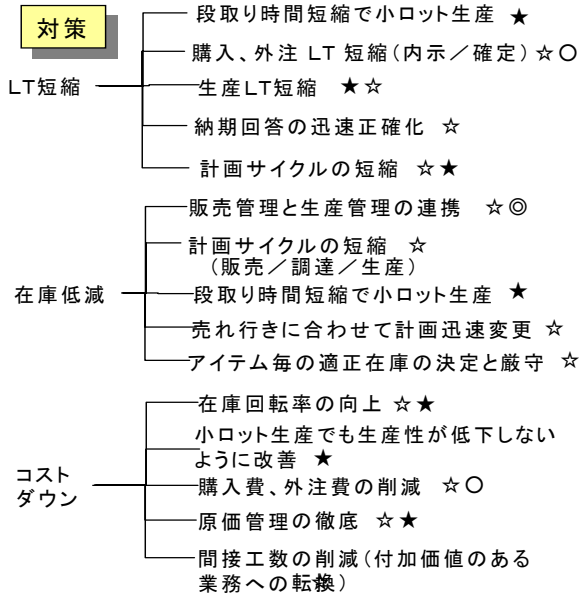 対策
LT短縮
段取り時間短縮で小ロット生産 ★
購入、外注 LT 短縮(内示/確定) ☆○
生産LT短縮 ★☆
納期回答の迅速正確化 ☆
計画サイクルの短縮 ☆★
在庫低減
販売管理と生産管理の連携 ☆◎
計画サイクルの短縮 ☆
(販売/調達/生産)
段取り時間短縮で小ロット生産 ★
売れ行きに合わせて計画迅速変更 ☆
アイテム毎の適正在庫の決定と厳守 ☆
コスト
ダウン
在庫回転率の向上 ☆★
小ロット生産でも生産性が低下しない
ように改善 ★
購入費、外注費の削減 ☆○
原価管理の徹底 ☆★
間接工数の削減(付加価値のある
業務への転換)